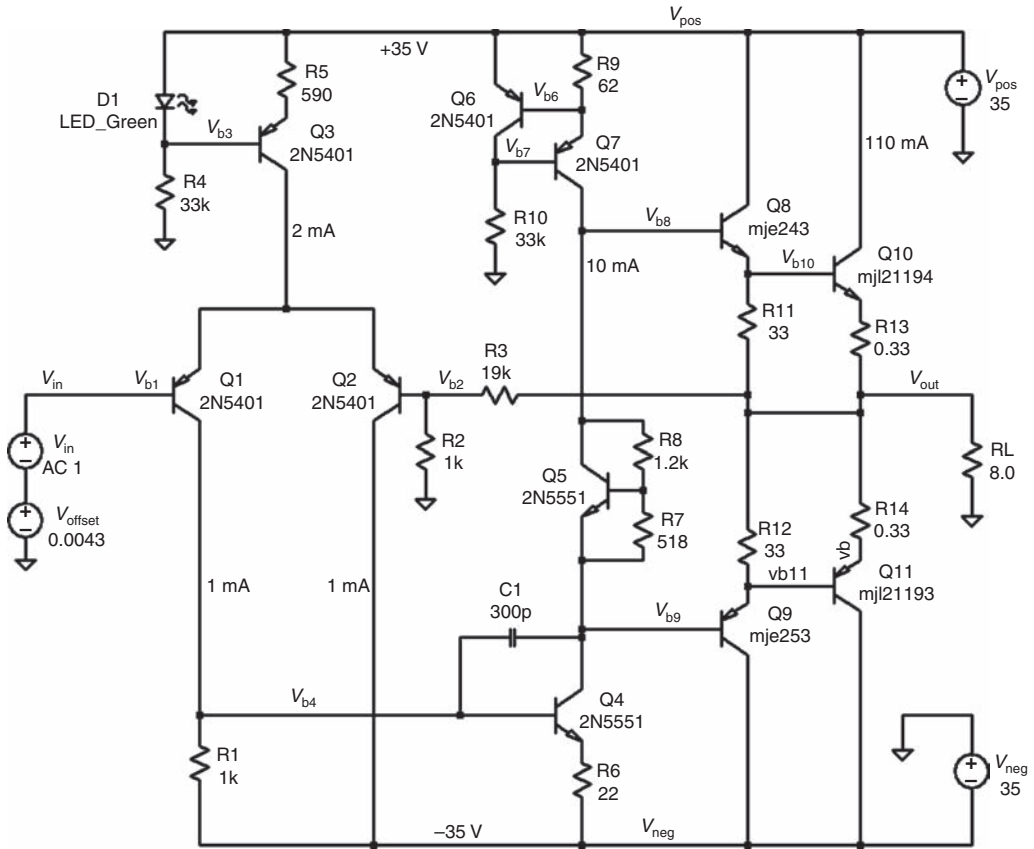 Vpos
+35 V
R5
590
D1
LED_Green
Vb3
Q3
2N5401
R4
33k
2 mA
Q6
2N5401
Vb6
R9
62
Vb7
Q7
2N5401
R10
33k
10 mA
Vb8
Q8
mje243
110 mA
Vb10
Q10
mjl21194
R11
33
R13
0.33
Vpos
35
Vin
Vb1
Q1
2N5401
Q2
2N5401
Vb2
R3
19k
R2
1k
Vout
RL
8.0
Vin
AC 1
Voffset
0.0043
R8
1.2k
Q5
2N5551
R7
518
R12
33
R14
0.33
vb
vb11
Q11
mjl21193
1 mA
1 mA
C1
300p
Vb9
Q9
mje253
Vb4
Q4
2N5551
R1
1k
R6
22
Vneg
35
−35 V
Vneg